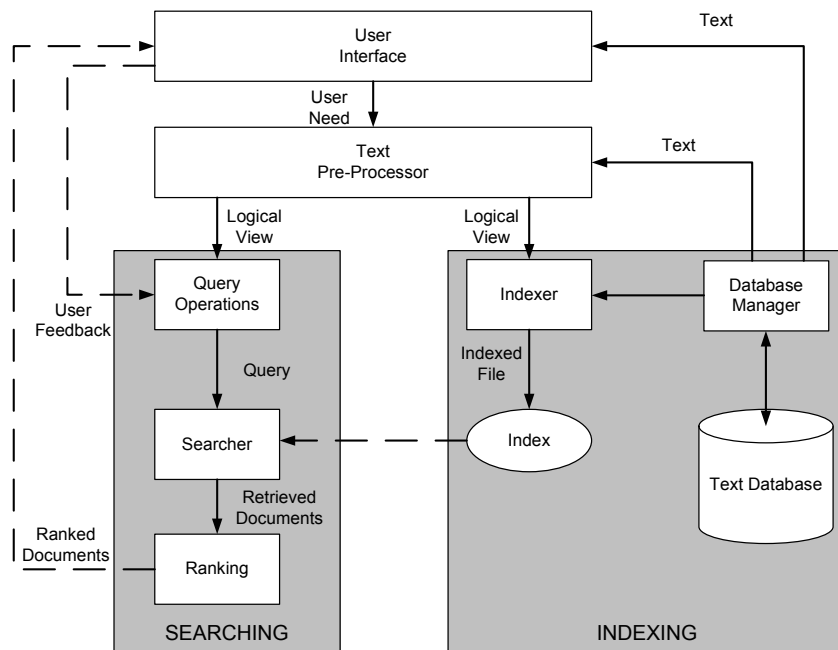 Text
User
Interface
User
Need
Text
Text
Pre-Processor
Logical
View
Logical
View
Query
Operations
Indexer
Database
Manager
User
Feedback
Indexed
File
Query
Searcher
Index
Text Database
Retrieved
Documents
Ranked
Documents
Ranking
SEARCHING
INDEXING